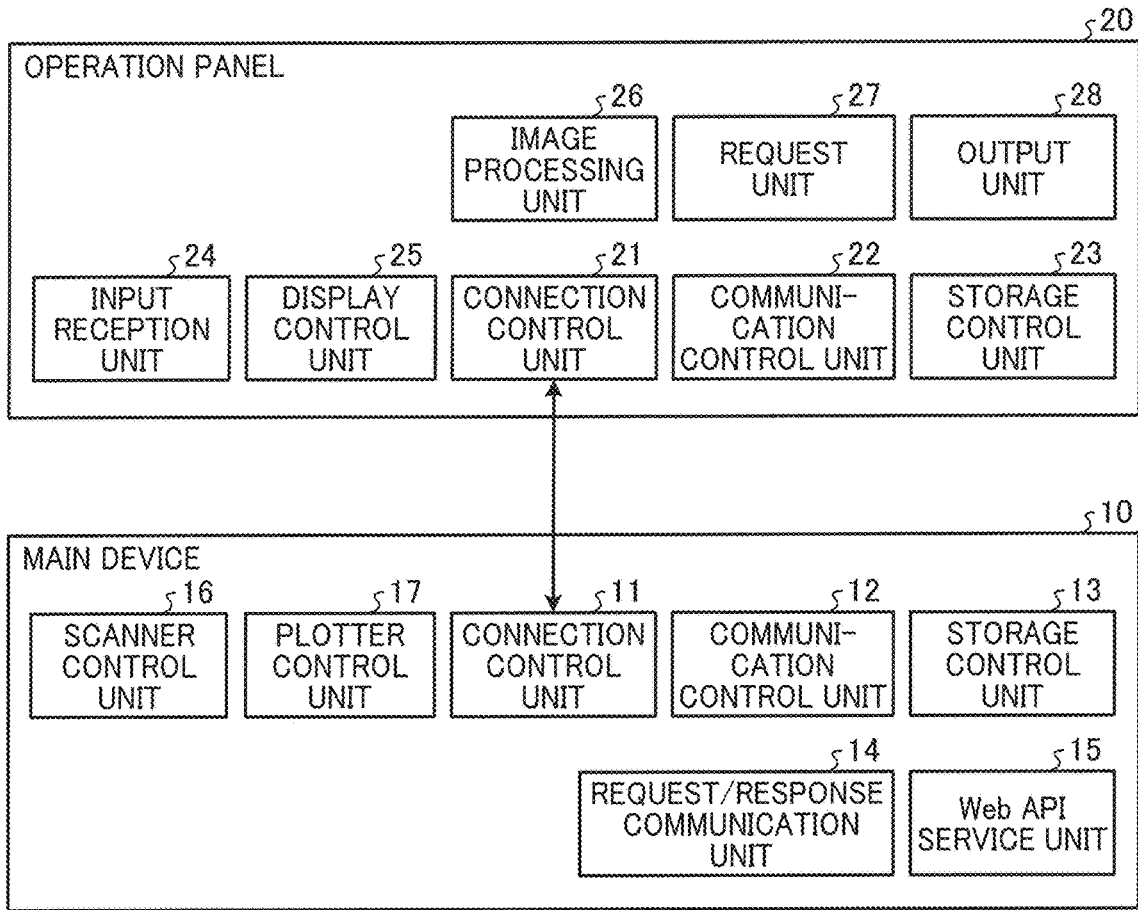 20
OPERATION PANEL
26
IMAGE
PROCESSING
UNIT
27
REQUEST
UNIT
28
OUTPUT
UNIT
24
INPUT
RECEPTION
UNIT
25
DISPLAY
CONTROL
UNIT
21
CONNECTION
CONTROL
UNIT
22
COMMUNI-
CATION
CONTROL UNIT
23
STORAGE
CONTROL
UNIT
10
MAIN DEVICE
16
SCANNER
CONTROL
UNIT
17
PLOTTER
CONTROL
UNIT
11
CONNECTION
CONTROL
UNIT
12
COMMUNI-
CATION
CONTROL UNIT
13
STORAGE
CONTROL
UNIT
14
REQUEST/RESPONSE
COMMUNICATION
UNIT
15
Web API
SERVICE UNIT